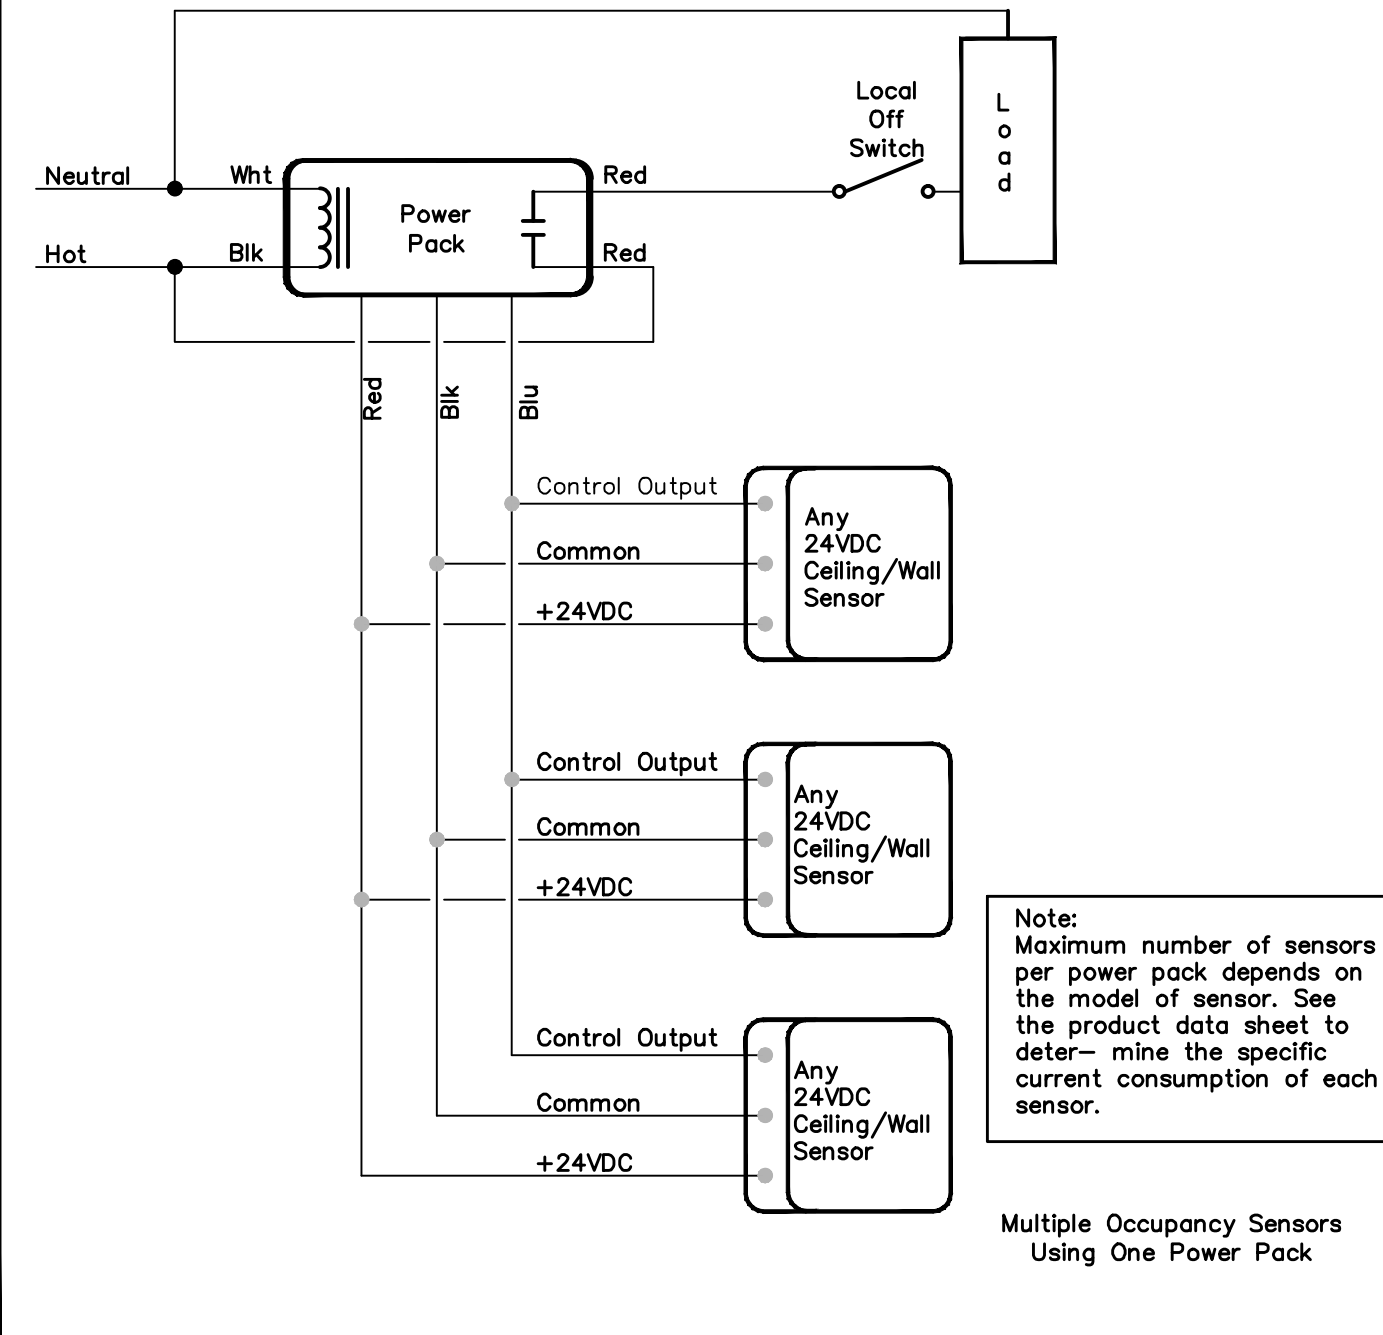 Local
Off
Switch
L
o
a
d
Neutral
Wht
Red
Power
Pack
Hot
Blk
Red
Red
Blk
Blu
Control Output
Common
+24VDC
Any
24VDC
Ceiling/Wall
Sensor
Control Output
Common
+24VDC
Any
24VDC
Ceiling/Wall
Sensor
Note:
Maximum number of sensors
per power pack depends on
the model of sensor. See
the product data sheet to
deter– mine the specific
current consumption of each
sensor.
Control Output
Common
+24VDC
Any
24VDC
Ceiling/Wall
Sensor
Multiple Occupancy Sensors
Using One Power Pack